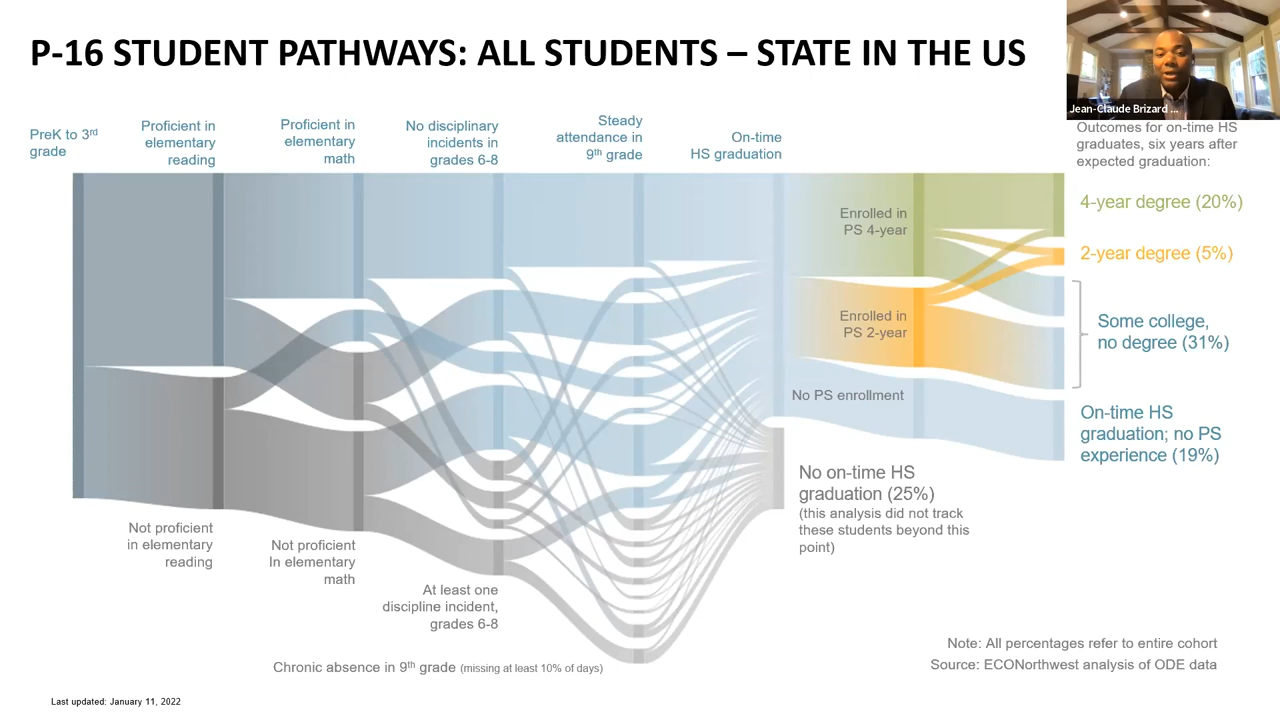 P-16 STUDENT PATHWAYS: ALL STUDENTS – STATE IN THE US
Jean-Claude Brizard ...
PreK to 3rd
grade
Proficient in
elementary
reading
Proficient in
elementary
math
No disciplinary
incidents in
grades 6-8
Steady
attendance in
9th grade
On-time
HS graduation
Outcomes for on-time HS
graduates, six years after
expected graduation:
Enrolled in
PS 4-year
4-year degree (20%)
2-year degree (5%)
Enrolled in
PS 2-year
Some college,
no degree (31%)
No PS enrollment
On-time HS
graduation; no PS
experience (19%)
No on-time HS
graduation (25%)
(this analysis did not track
these students beyond this
point)
Not proficient
in elementary
reading
Not proficient
In elementary
math
At least one
discipline incident,
grades 6-8
Chronic absence in 9th grade (missing at least 10% of days)
Note: All percentages refer to entire cohort
Source: ECONorthwest analysis of ODE data
Last updated: January 11, 2022